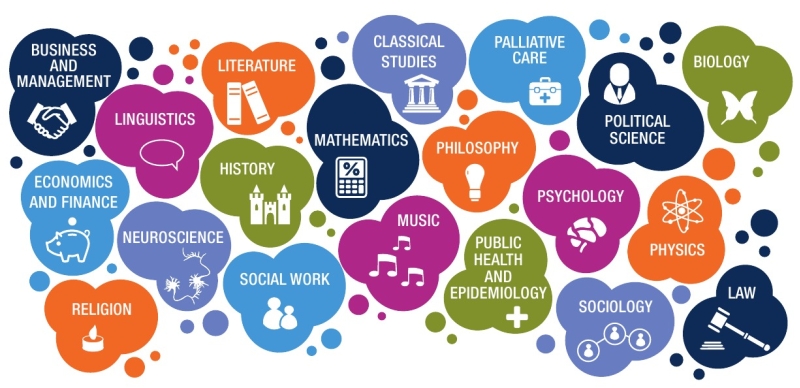 BUSINESS
AND
MANAGEMENT
LITERATURE
CLASSICAL
STUDIES
PALLIATIVE
CARE
BIOLOGY
LINGUISTICS
MATHEMATICS
%
PHILOSOPHY
POLITICAL
SCIENCE
ECONOMICS
AND FINANCE
HISTORY
PSYCHOLOGY
NEUROSCIENCE
MUSIC
PUBLIC
HEALTH
AND
EPIDEMIOLOGY
PHYSICS
SOCIAL WORK
RELIGION
SOCIOLOGY
LAW